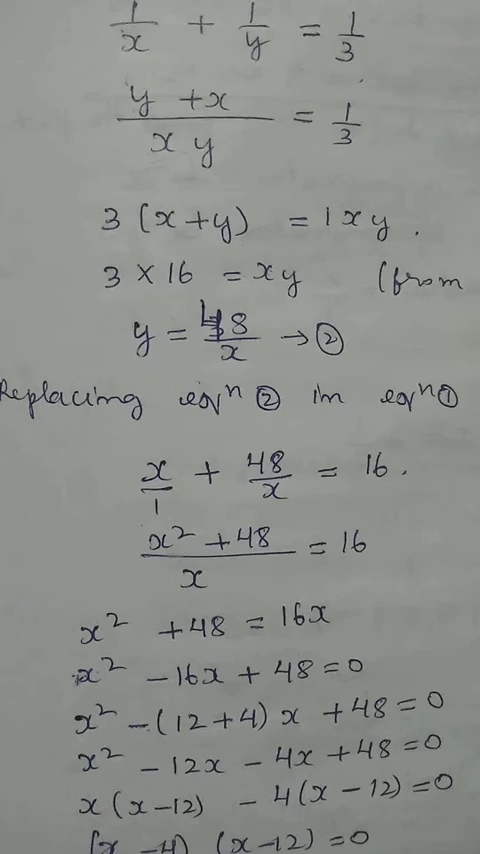 1/x + 1/y = 1/3
y + x / x y = 1/3
3 (x + y) = 1 x y .
3 × 16 = x y (from
y = 48/x → ②
Replacing eqⁿ ② in eqⁿ ①
x/1 + 48/x = 16 .
x² + 48 / x = 16
x² + 48 = 16x
x² - 16x + 48 = 0
x² - (12 + 4) x + 48 = 0
x² - 12x - 4x + 48 = 0
x (x - 12) - 4 (x - 12) = 0
(x - 4) (x - 12) = 0